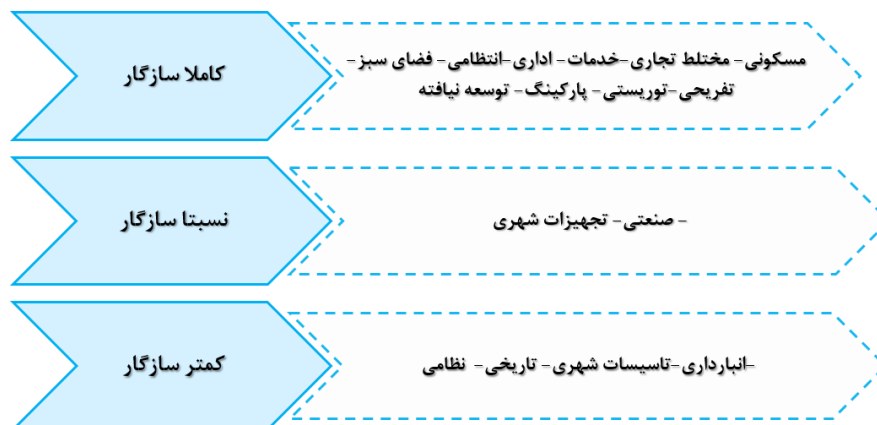 کاملا سازگار
مسکونی- مختلط تجاری-خدمات- اداری-انتظامی- فضای سبز-
تفریحی-توریستی- پارکینگ- توسعه نیافته
نسبتا سازگار
- صنعتی- تجهیزات شهری
کمتر سازگار
-انبارداری-تاسیسات شهری- تاریخی- نظامی